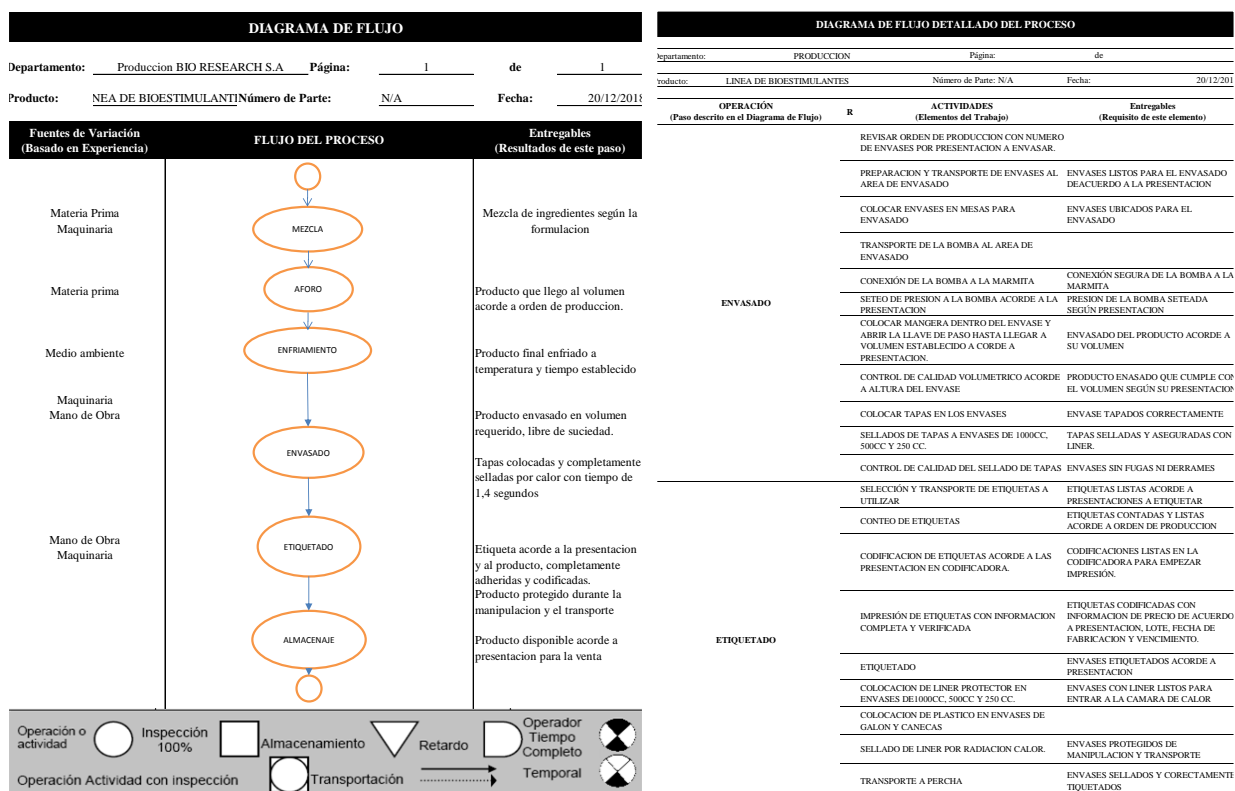 DIAGRAMA DE FLUJO
Departamento: Produccion BIO RESEARCH S.A Página: 1 de 1
Producto: NEA DE BIOESTIMULANTI Número de Parte: N/A Fecha: 20/12/2018
Fuentes de Variación
(Basado en Experiencia)
FLUJO DEL PROCESO
Entregables
(Resultados de este paso)
Materia Prima
Maquinaria
MEZCLA
Mezcla de ingredientes según la
formulacion
Materia prima
AFORO
Producto que llego al volumen
acorde a orden de produccion.
Medio ambiente
ENFRIAMIENTO
Producto final enfriado a
temperatura y tiempo establecido
Maquinaria
Mano de Obra
ENVASADO
Producto envasado en volumen
requerido, libre de suciedad.
Tapas colocadas y completamente
selladas por calor con tiempo de
1,4 segundos
Mano de Obra
Maquinaria
ETIQUETADO
Etiqueta acorde a la presentacion
y al producto, completamente
adheridas y codificadas.
Producto protegido durante la
manipulacion y el transporte
ALMACENAJE
Producto disponible acorde a
presentacion para la venta
Operación o
actividad
Inspección
100%
Almacenamiento
Retardo
Operador
Tiempo
Completo
Operación Actividad con inspección
Transportación
Temporal
DIAGRAMA DE FLUJO DETALLADO DEL PROCESO
epartamento: PRODUCCION Página: de
roducto: LINEA DE BIOESTIMULANTES Número de Parte: N/A Fecha: 20/12/201
OPERACIÓN
(Paso descrito en el Diagrama de Flujo)
R
ACTIVIDADES
(Elementos del Trabajo)
Entregables
(Requisito de este elemento)
ENVASADO
REVISAR ORDEN DE PRODUCCION CON NUMERO
DE ENVASES POR PRESENTACION A ENVASAR.
PREPARACION Y TRANSPORTE DE ENVASES AL
AREA DE ENVASADO
ENVASES LISTOS PARA EL ENVASADO
DEACUERDO A LA PRESENTACION
COLOCAR ENVASES EN MESAS PARA
ENVASADO
ENVASES UBICADOS PARA EL
ENVASADO
TRANSPORTE DE LA BOMBA AL AREA DE
ENVASADO
CONEXIÓN DE LA BOMBA A LA MARMITA
CONEXIÓN SEGURA DE LA BOMBA A LA
MARMITA
SETEO DE PRESION A LA BOMBA ACORDE A LA
PRESENTACION
PRESION DE LA BOMBA SETEADA
SEGÚN PRESENTACION
COLOCAR MANGERA DENTRO DEL ENVASE Y
ABRIR LA LLAVE DE PASO HASTA LLEGAR A
VOLUMEN ESTABLECIDO A CORDE A
PRESENTACION.
ENVASADO DEL PRODUCTO ACORDE A
SU VOLUMEN
CONTROL DE CALIDAD VOLUMETRICO ACORDE
A ALTURA DEL ENVASE
PRODUCTO ENASADO QUE CUMPLE CON
EL VOLUMEN SEGÚN SU PRESENTACION
COLOCAR TAPAS EN LOS ENVASES
ENVASE TAPADOS CORRECTAMENTE
SELLADOS DE TAPAS A ENVASES DE 1000CC,
500CC Y 250 CC.
TAPAS SELLADAS Y ASEGURADAS CON
LINER.
CONTROL DE CALIDAD DEL SELLADO DE TAPAS
ENVASES SIN FUGAS NI DERRAMES
ETIQUETADO
SELECCIÓN Y TRANSPORTE DE ETIQUETAS A
UTILIZAR
ETIQUETAS LISTAS ACORDE A
PRESENTACIONES A ETIQUETAR
CONTEO DE ETIQUETAS
ETIQUETAS CONTADAS Y LISTAS
ACORDE A ORDEN DE PRODUCCION
CODIFICACION DE ETIQUETAS ACORDE A LAS
PRESENTACION EN CODIFICADORA.
CODIFICACIONES LISTAS EN LA
CODIFICADORA PARA EMPEZAR
IMPRESIÓN.
IMPRESIÓN DE ETIQUETAS CON INFORMACION
COMPLETA Y VERIFICADA
ETIQUETAS CODIFICADAS CON
INFORMACION DE PRECIO DE ACUERDO
A PRESENTACION, LOTE, FECHA DE
FABRICACION Y VENCIMIENTO.
ETIQUETADO
ENVASES ETIQUETADOS ACORDE A
PRESENTACION
COLOCACION DE LINER PROTECTOR EN
ENVASES DE1000CC, 500CC Y 250 CC.
ENVASES CON LINER LISTOS PARA
ENTRAR A LA CAMARA DE CALOR
COLOCACION DE PLASTICO EN ENVASES DE
GALON Y CANECAS
SELLADO DE LINER POR RADIACION CALOR.
ENVASES PROTEGIDOS DE
MANIPULACION Y TRANSPORTE
TRANSPORTE A PERCHA
ENVASES SELLADOS Y CORECTAMENTE
TIQUETADOS